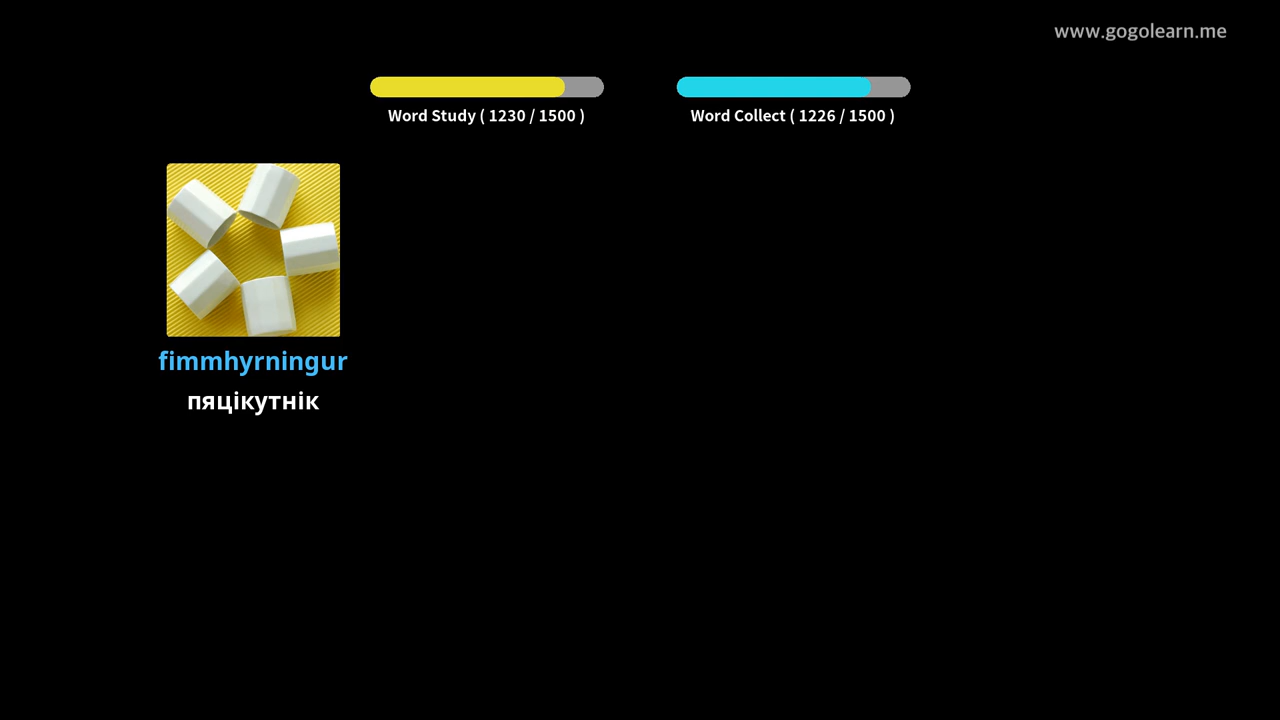 www.gogolearn.me
Word Study ( 1230 / 1500 )
Word Collect ( 1226 / 1500 )
fimmhyrningur
пяцікутнік